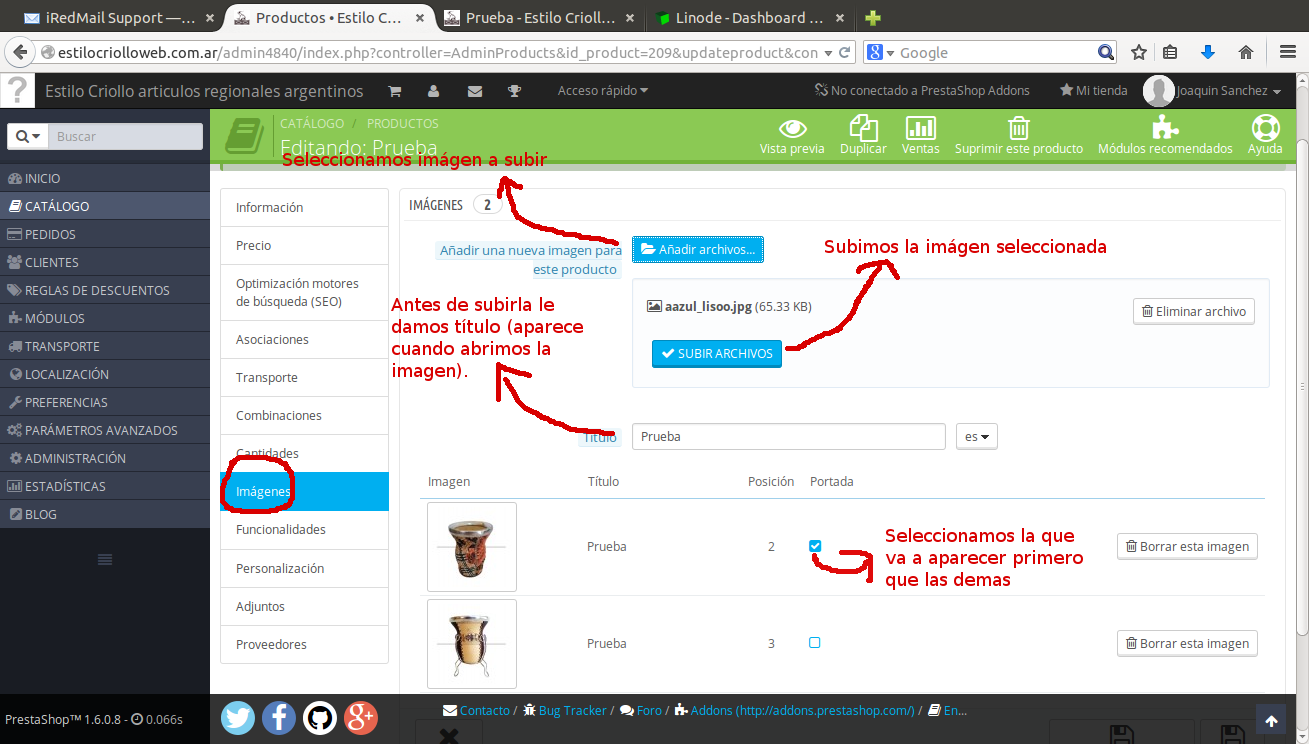 iRedMail Support —...
Productos • Estilo C...
Prueba - Estilo Crioll...
Linode - Dashboard ...
estilocriolloweb.com.ar/admin4840/index.php?controller=AdminProducts&id_product=209&updateproduct&con
Google
Estilo Criollo articulos regionales argentinos
Acceso rápido
No conectado a PrestaShop Addons
Mi tienda
Joaquin Sanchez
Buscar
CATÁLOGO / PRODUCTOS
Editando: Prueba
Vista previa
Duplicar
Ventas
Suprimir este producto
Módulos recomendados
Ayuda
Seleccionamos imágen a subir
INICIO
CATÁLOGO
PEDIDOS
CLIENTES
REGLAS DE DESCUENTOS
MÓDULOS
TRANSPORTE
LOCALIZACIÓN
PREFERENCIAS
PARÁMETROS AVANZADOS
ADMINISTRACIÓN
ESTADÍSTICAS
BLOG
Información
Precio
Optimización motores
de búsqueda (SEO)
Asociaciones
Transporte
Combinaciones
Cantidades
Imágenes
Funcionalidades
Personalización
Adjuntos
Proveedores
IMÁGENES 2
Añadir una nueva imagen para
este producto
Añadir archivos...
Subimos la imágen seleccionada
aazul_lisoo.jpg (65.33 KB)
Eliminar archivo
SUBIR ARCHIVOS
Antes de subirla le
damos título (aparece
cuando abrimos la
imagen).
Título
Prueba
es
Imagen Título Posición Portada
Prueba 2
Borrar esta imagen
Seleccionamos la que
va a aparecer primero
que las demas
Prueba 3
Borrar esta imagen
PrestaShop™ 1.6.0.8 - 0.066s
Contacto / Bug Tracker / Foro / Addons (http://addons.prestashop.com/) / En...